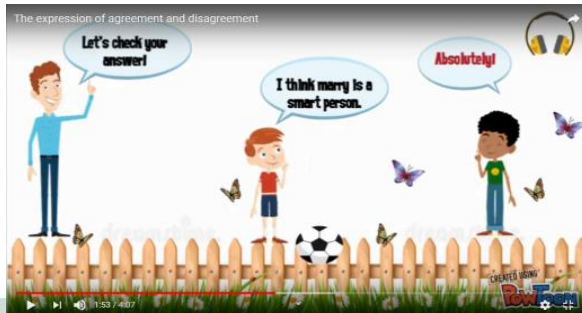 The expression of agreement and disagreement
Let's check your
answer!
I think marry is a
smart person.
Absolutely!
CREATED USING
POWTOON
1:53 / 4:07